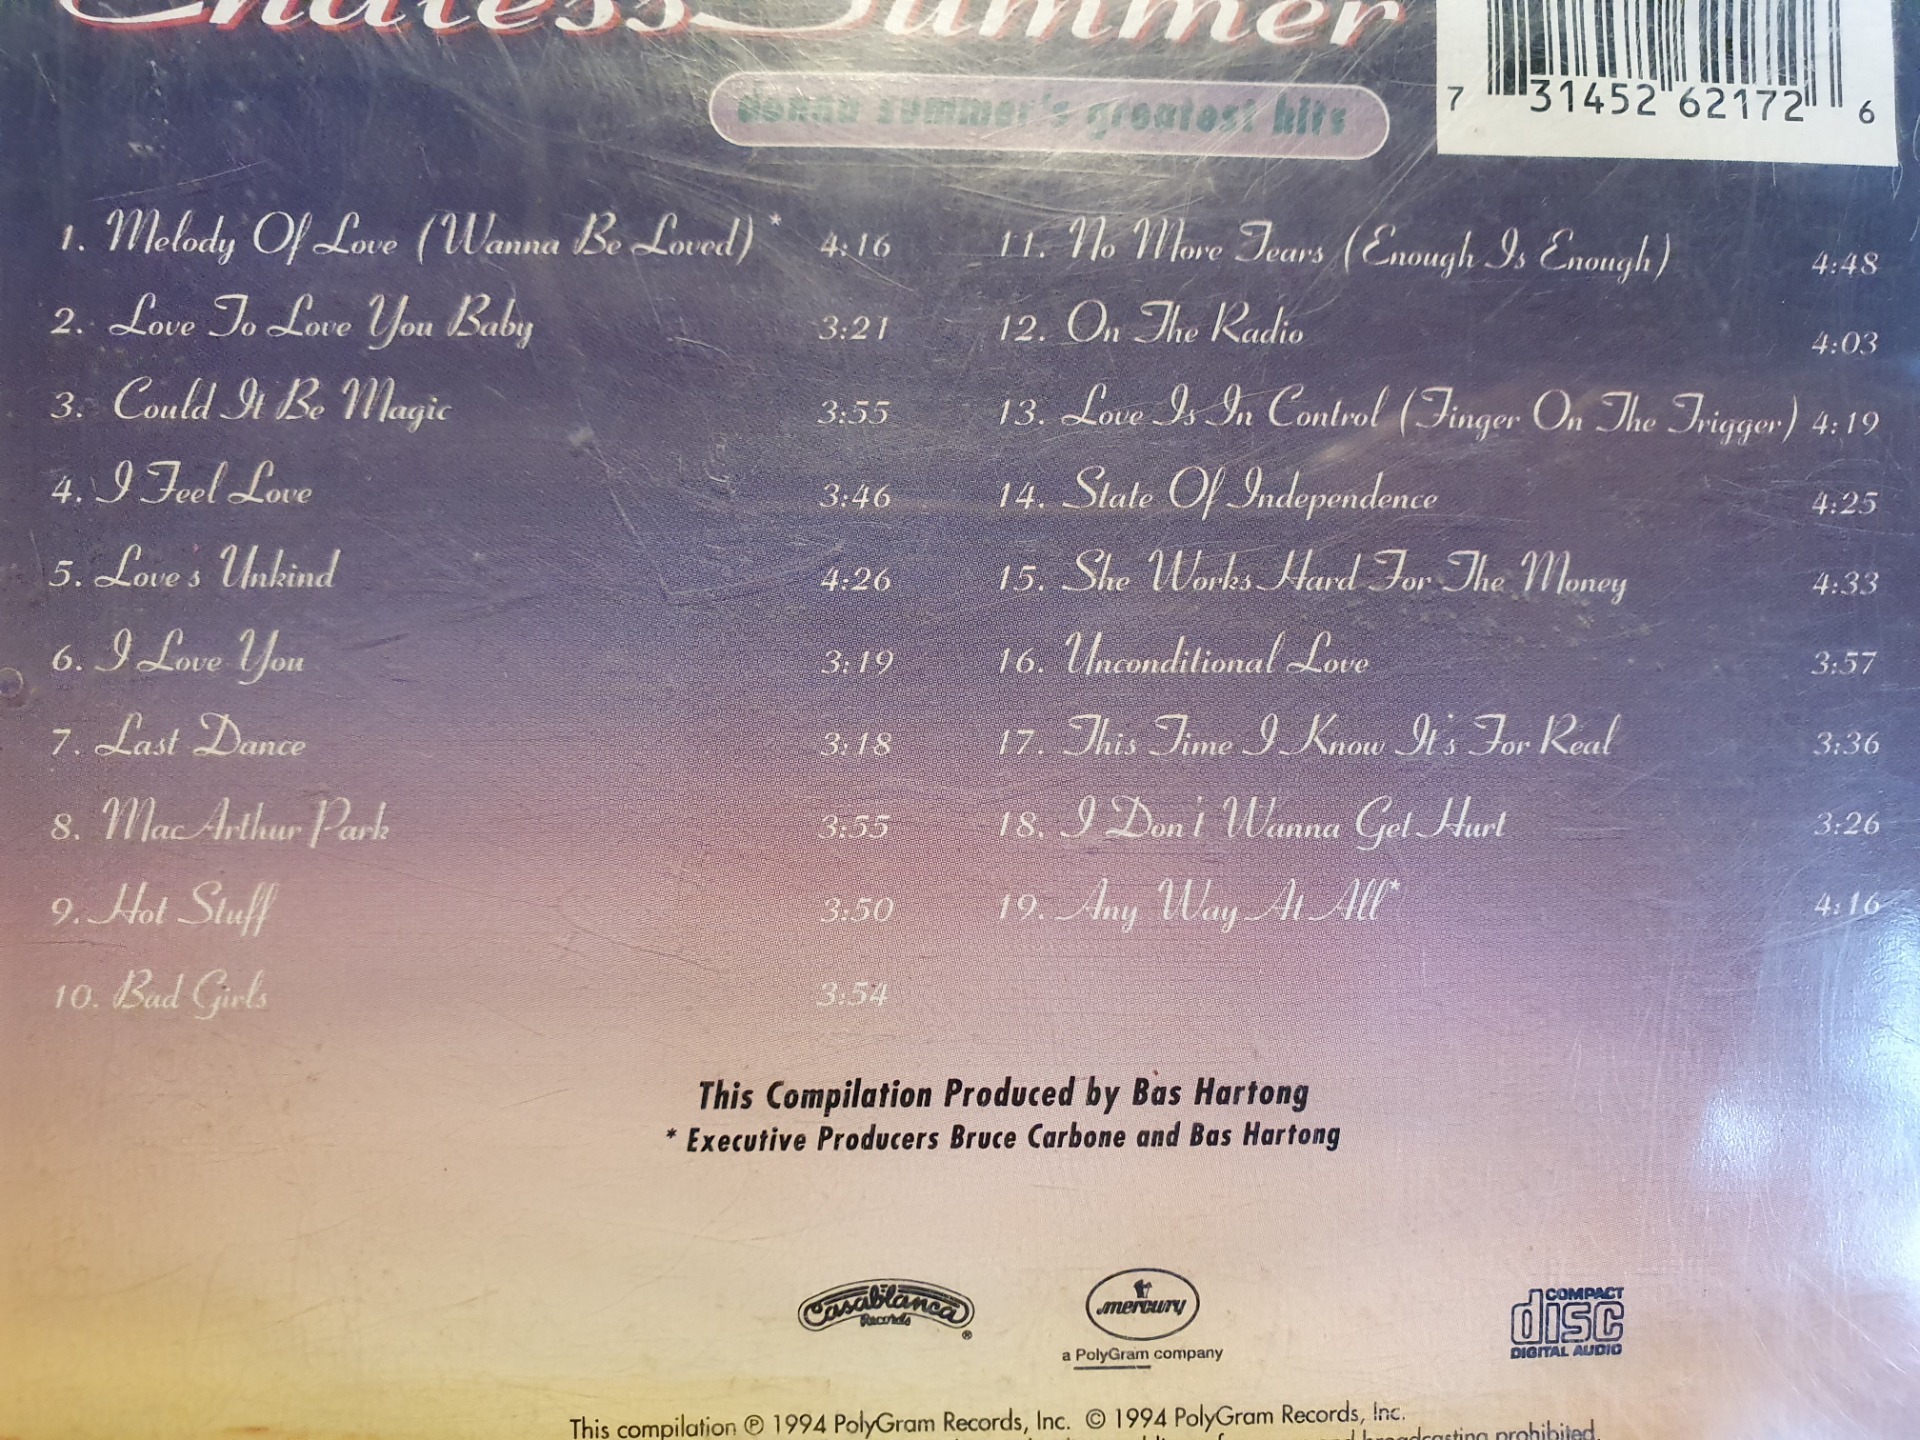 Endless Summer
donna summer's greatest hits
7 31452 62172 6
1. Melody Of Love (Wanna Be Loved) * 4:16
2. Love To Love You Baby 3:21
3. Could It Be Magic 3:55
4. I Feel Love 3:46
5. Love's Unkind 4:26
6. I Love You 3:19
7. Last Dance 3:18
8. MacArthur Park 3:55
9. Hot Stuff 3:50
10. Bad Girls 3:54
11. No More Tears (Enough Is Enough) 4:48
12. On The Radio 4:03
13. Love Is In Control (Finger On The Trigger) 4:19
14. State Of Independence 4:25
15. She Works Hard For The Money 4:33
16. Unconditional Love 3:57
17. This Time I Know It's For Real 3:36
18. I Don't Wanna Get Hurt 3:26
19. Any Way At All* 4:16
This Compilation Produced by Bas Hartong
* Executive Producers Bruce Carbone and Bas Hartong
Casablanca
Records
®
mercury
a PolyGram company
COMPACT
disc
DIGITAL AUDIO
This compilation ℗ 1994 PolyGram Records, Inc. © 1994 PolyGram Records, Inc.
broadcasting prohibited.